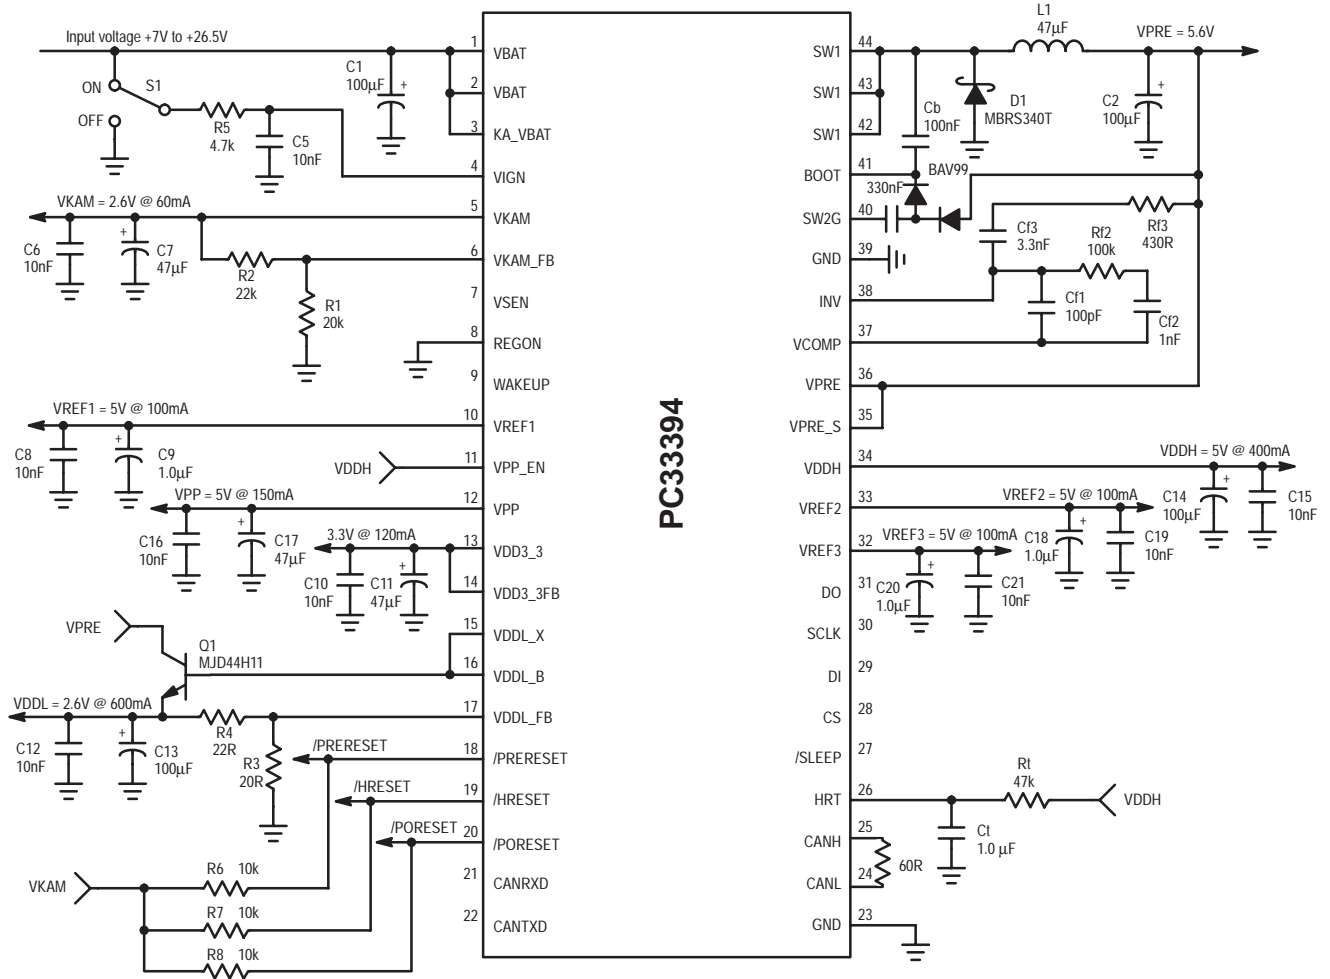 Input voltage +7V to +26.5V
ON
OFF
S1
R5
4.7k
C5
10nF
C1
100µF
+
VKAM = 2.6V @ 60mA
C6
10nF
+
C7
47µF
R2
22k
R1
20k
VREF1 = 5V @ 100mA
C8
10nF
+
C9
1.0µF
VDDH
VPP = 5V @ 150mA
C16
10nF
+
C17
47µF
3.3V @ 120mA
C10
10nF
+
C11
47µF
VPRE
Q1
MJD44H11
VDDL = 2.6V @ 600mA
C12
10nF
+
C13
100µF
R4
22R
R3
20R
/PRERESET
/HRESET
/PORESET
VKAM
R6 10k
R7 10k
R8 10k
1 VBAT
2 VBAT
3 KA_VBAT
4 VIGN
5 VKAM
6 VKAM_FB
7 VSEN
8 REGON
9 WAKEUP
10 VREF1
11 VPP_EN
12 VPP
13 VDD3_3
14 VDD3_3FB
15 VDDL_X
16 VDDL_B
17 VDDL_FB
18 /PRERESET
19 /HRESET
20 /PORESET
21 CANRXD
22 CANTXD
PC33394
SW1 44
SW1 43
SW1 42
BOOT 41
SW2G 40
GND 39
INV 38
VCOMP 37
VPRE 36
VPRE_S 35
VDDH 34
VREF2 33
VREF3 32
DO 31
SCLK 30
DI 29
CS 28
/SLEEP 27
HRT 26
CANH 25
CANL 24
GND 23
L1
47µF
VPRE = 5.6V
Cb
100nF
D1
MBRS340T
+
C2
100µF
BAV99
330nF
Cf3
3.3nF
Rf3
430R
Rf2
100k
Cf1
100pF
Cf2
1nF
VDDH = 5V @ 400mA
C14
100µF
+
C15
10nF
VREF2 = 5V @ 100mA
C18
1.0µF
+
C19
10nF
VREF3 = 5V @ 100mA
C20
1.0µF
+
C21
10nF
Rt
47k
VDDH
Ct
1.0 µF
60R